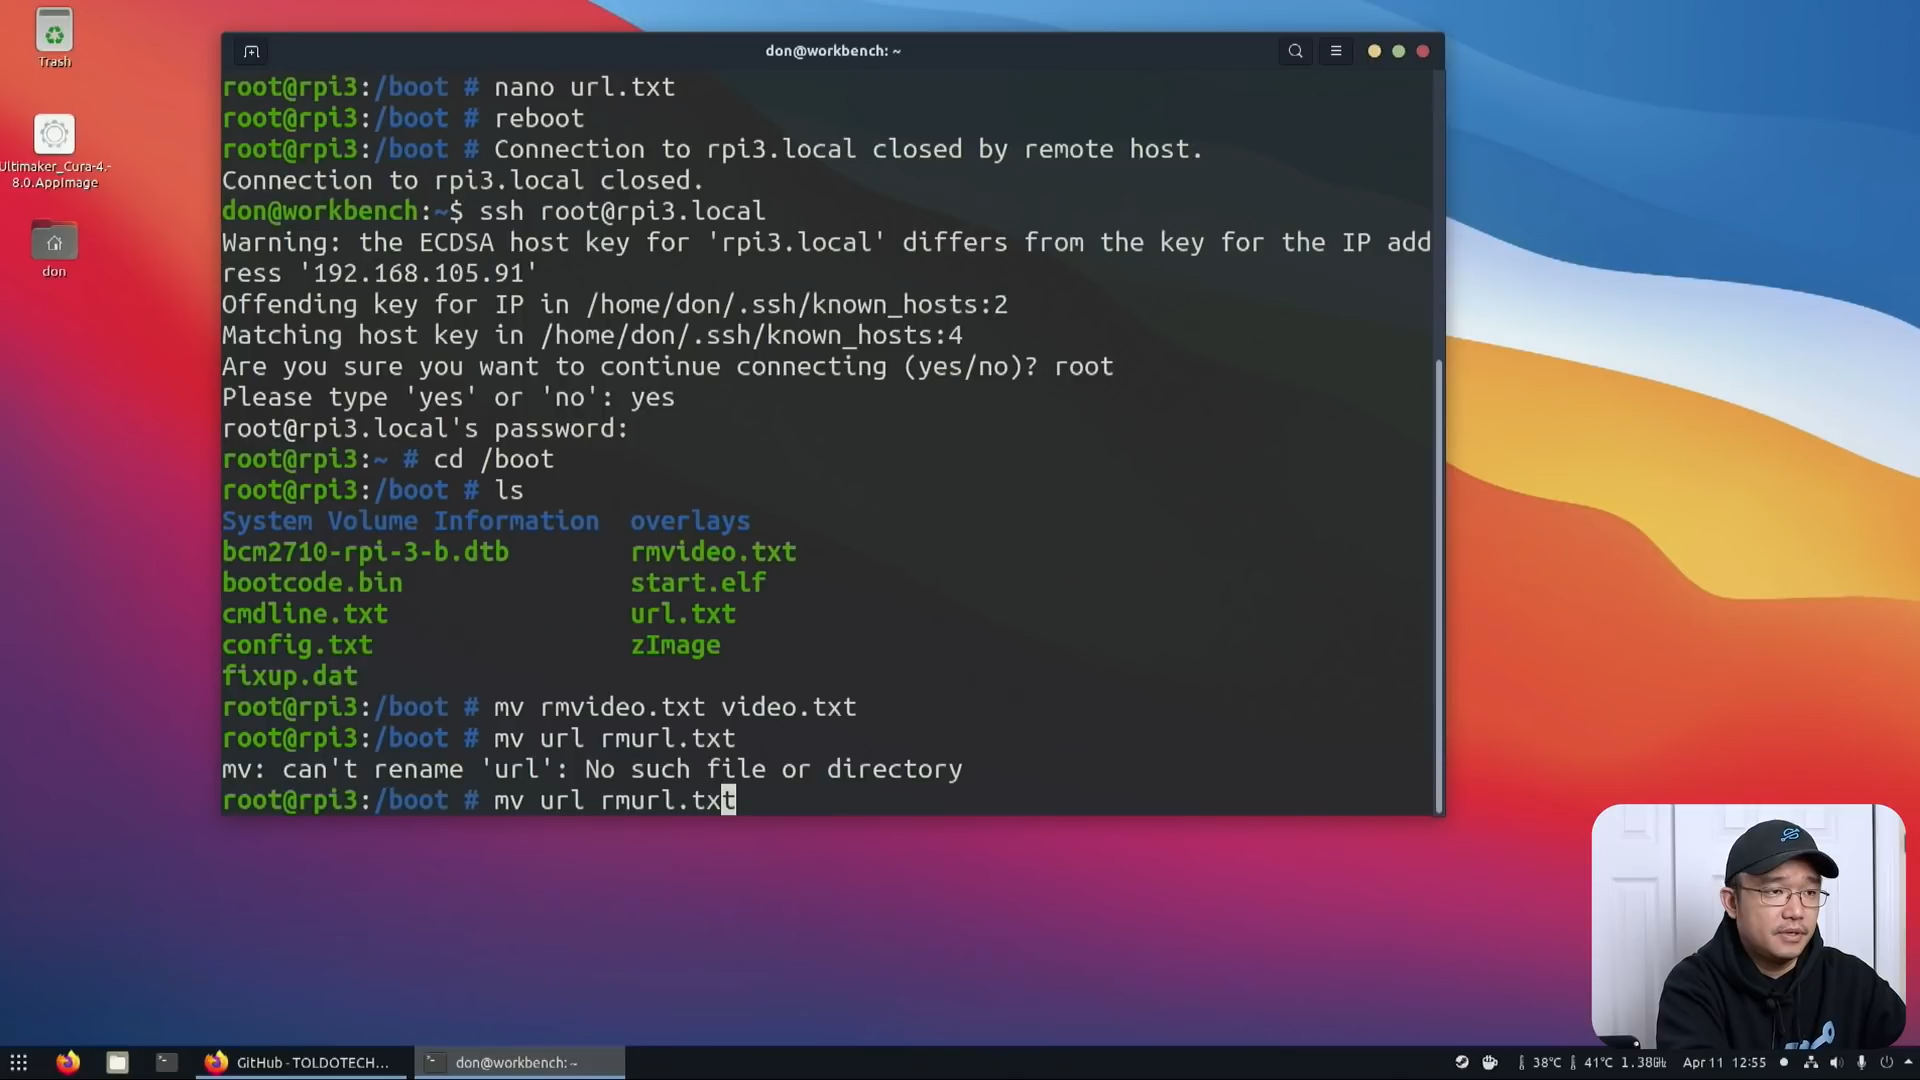 Trash
Ultimaker_Cura-4.-
8.0.AppImage
don
don@workbench: ~
root@rpi3:/boot # nano url.txt
root@rpi3:/boot # reboot
root@rpi3:/boot # Connection to rpi3.local closed by remote host.
Connection to rpi3.local closed.
don@workbench:~$ ssh root@rpi3.local
Warning: the ECDSA host key for 'rpi3.local' differs from the key for the IP add
ress '192.168.105.91'
Offending key for IP in /home/don/.ssh/known_hosts:2
Matching host key in /home/don/.ssh/known_hosts:4
Are you sure you want to continue connecting (yes/no)? root
Please type 'yes' or 'no': yes
root@rpi3.local's password:
root@rpi3:~ # cd /boot
root@rpi3:/boot # ls
System Volume Information overlays
bcm2710-rpi-3-b.dtb rmvideo.txt
bootcode.bin start.elf
cmdline.txt url.txt
config.txt zImage
fixup.dat
root@rpi3:/boot # mv rmvideo.txt video.txt
root@rpi3:/boot # mv url rmurl.txt
mv: can't rename 'url': No such file or directory
root@rpi3:/boot # mv url rmurl.txt
GitHub - TOLDOTECH...
don@workbench: ~
38°C 41°C 1.38GHz Apr 11 12:55